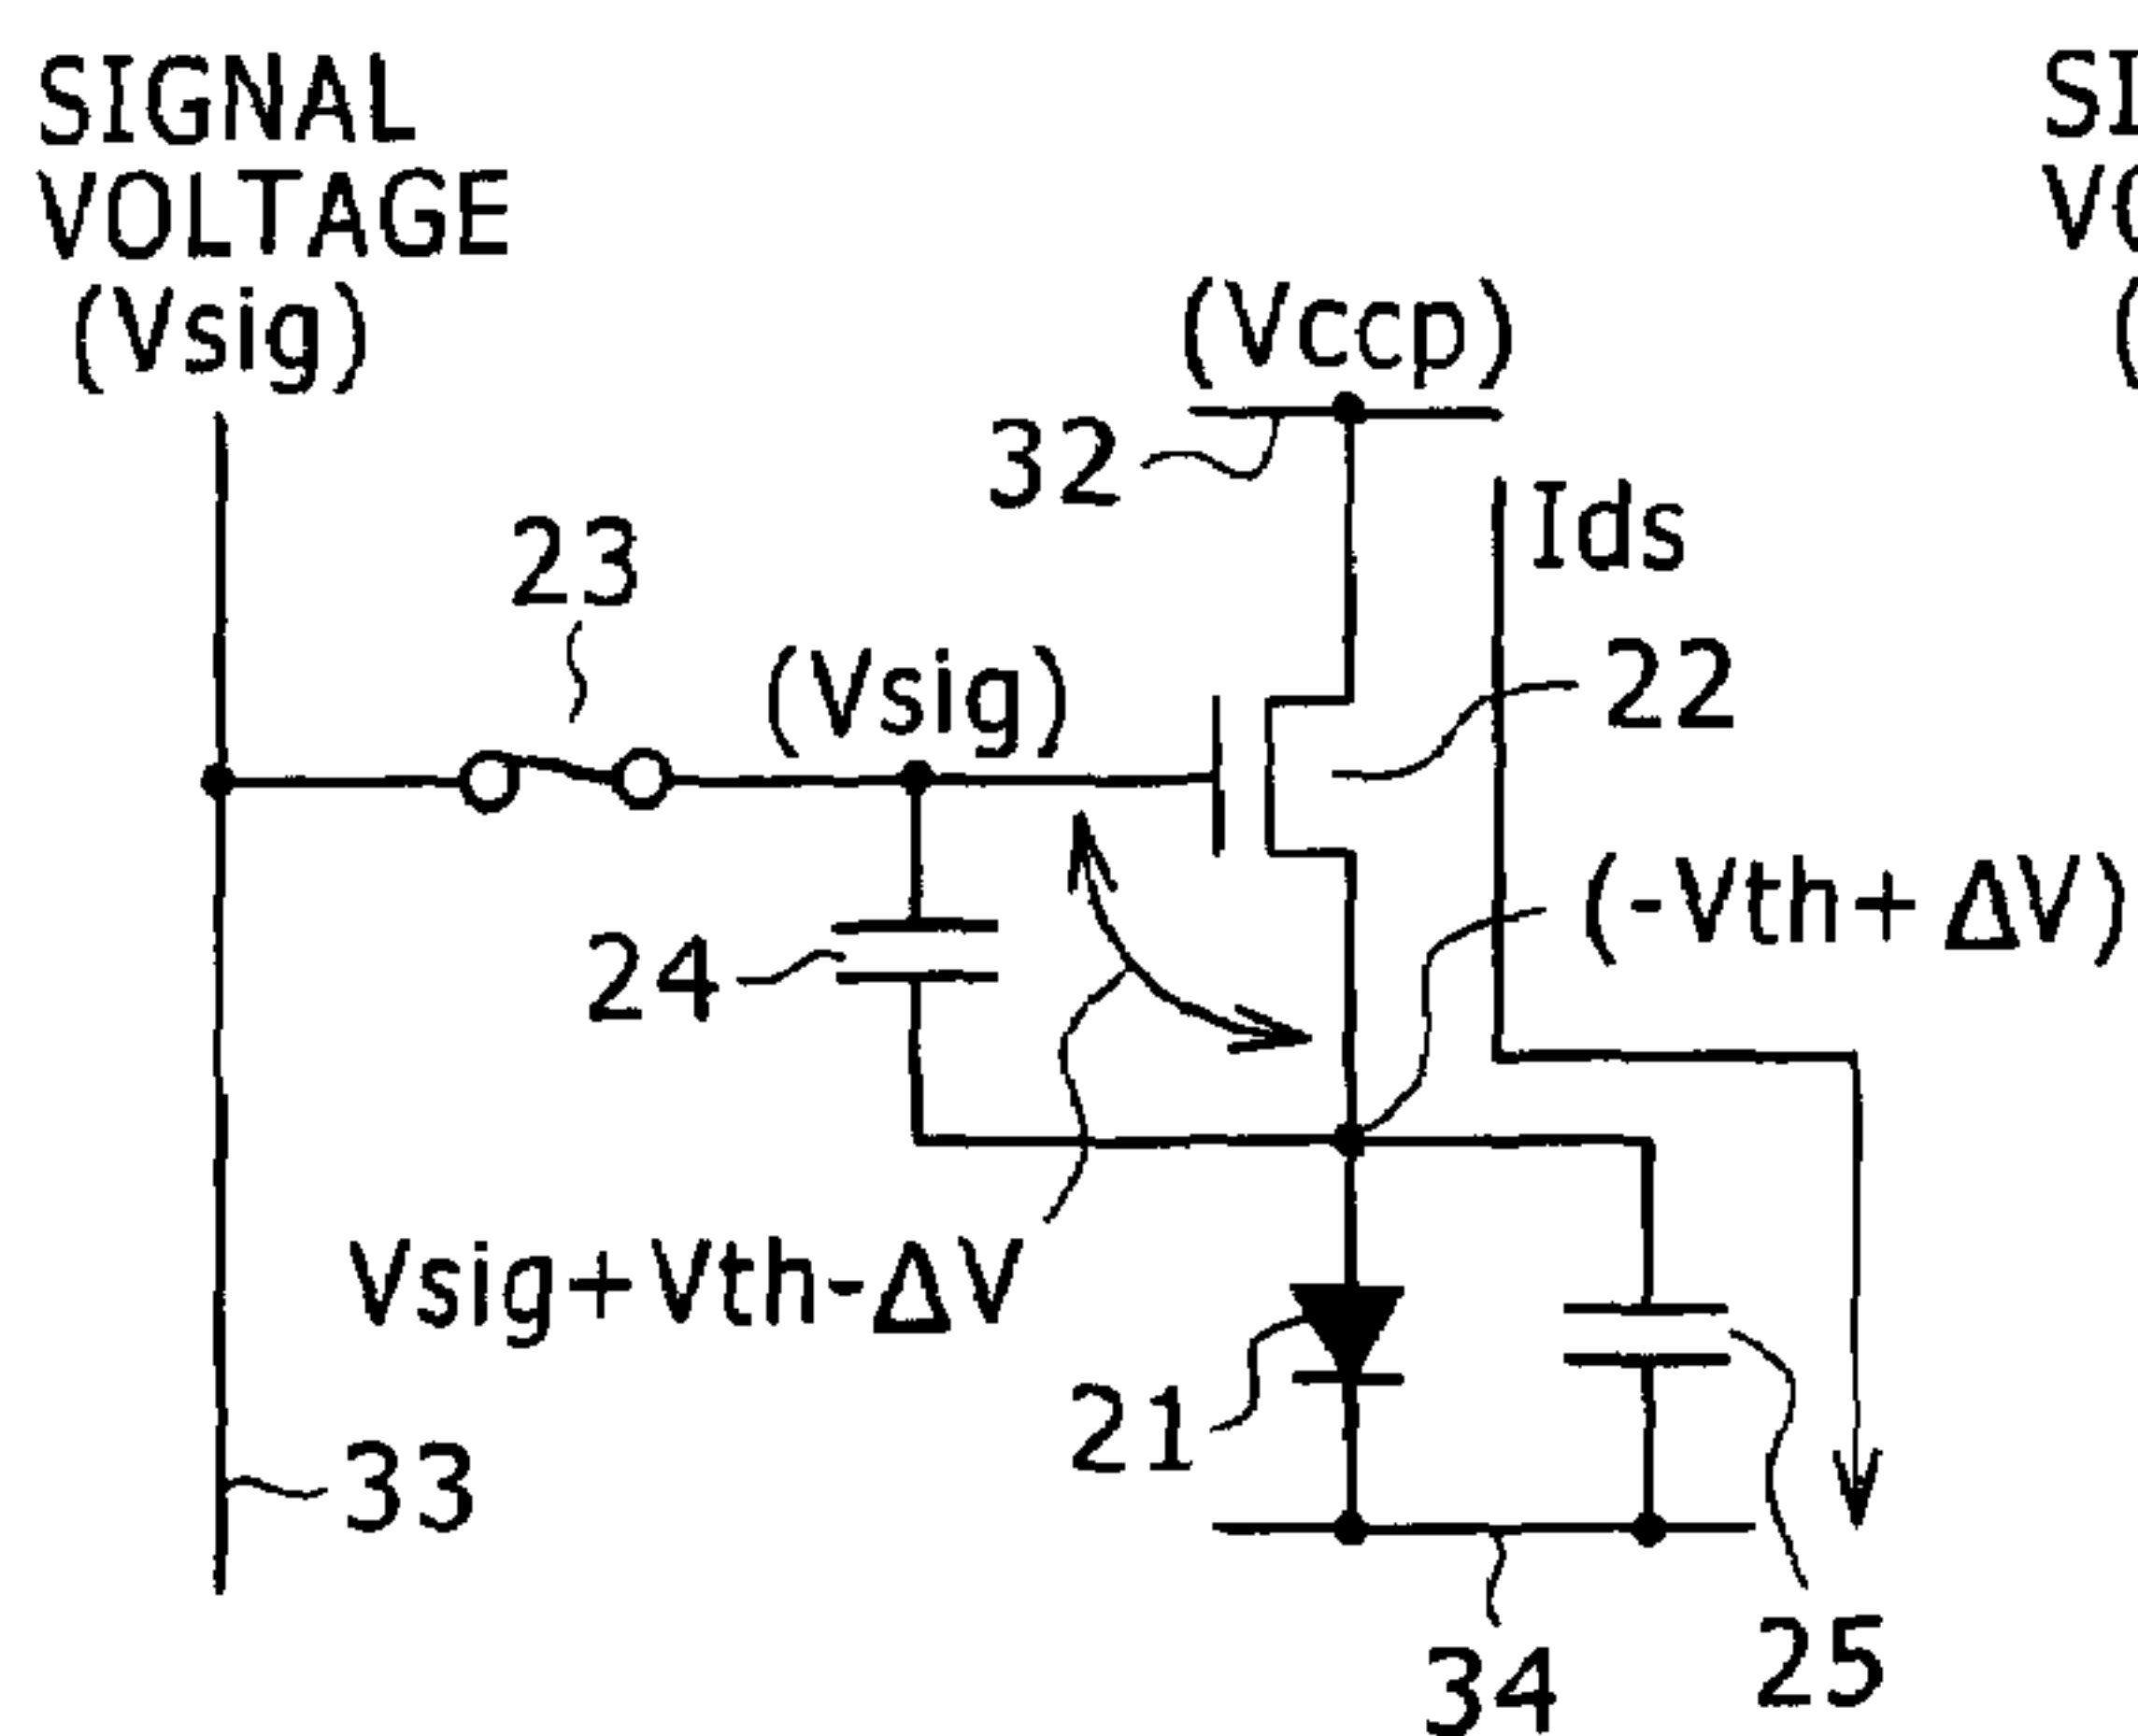 SIGNAL
VOLTAGE
(Vsig)
SI
(Vccp)
32
Ids
23
22
(Vsig)
(-Vth+ΔV)
24
Vsig+Vth-ΔV
21
33
34
25